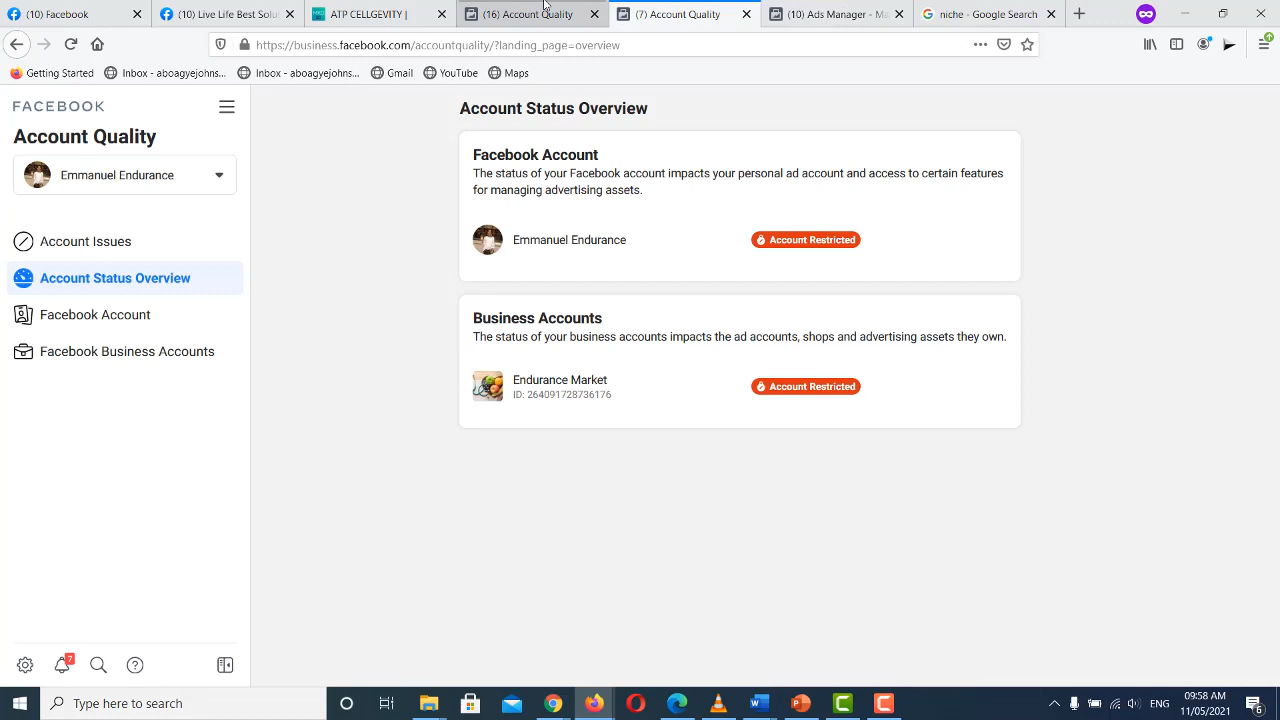 (10) Facebook
(10) Live Life Best Solu
ATP CELLGEVITY |
(16) Account Quality
(7) Account Quality
(10) Ads Manager - Ma
niche - Google Search
https://business.facebook.com/accountquality/?landing_page=overview
Getting Started
Inbox - aboagyejohns...
Inbox - aboagyejohns...
Gmail
YouTube
Maps
FACEBOOK
Account Quality
Emmanuel Endurance
Account Issues
Account Status Overview
Facebook Account
Facebook Business Accounts
7
Account Status Overview
Facebook Account
The status of your Facebook account impacts your personal ad account and access to certain features
for managing advertising assets.
Emmanuel Endurance
Account Restricted
Business Accounts
The status of your business accounts impacts the ad accounts, shops and advertising assets they own.
Endurance Market
Account Restricted
ID: 264091728736176
Type here to search
ENG
09:58 AM
11/05/2021
6